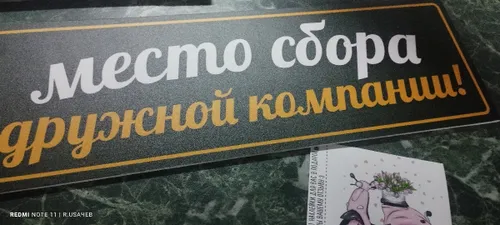 место сбора
дружной компании!
REDMI NOTE 11 | R.USACHEV